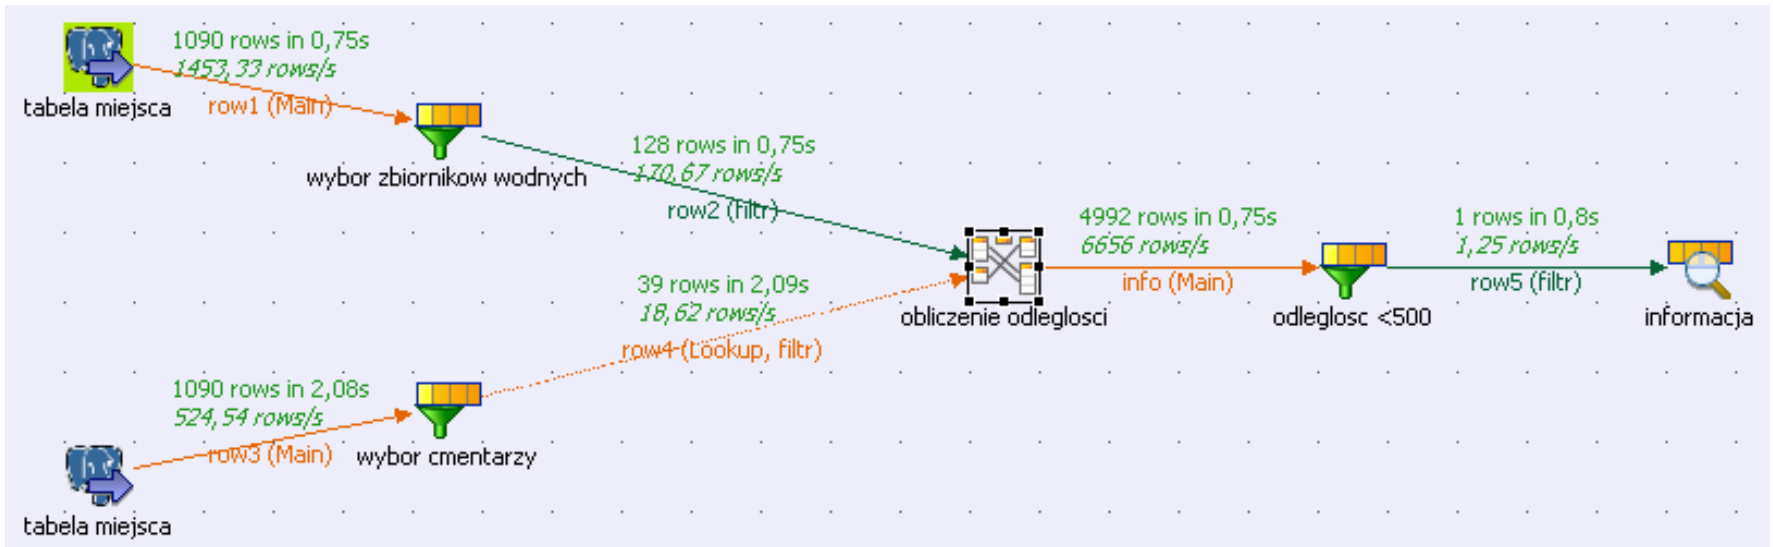 1090 rows in 0,75s
1453,33 rows/s
row1 (Main)
tabela miejsca
wybor zbiornikow wodnych
128 rows in 0,75s
170,67 rows/s
row2 (filtr)
39 rows in 2,09s
18,62 rows/s
row4 (Lookup, filtr)
1090 rows in 2,08s
524,54 rows/s
row3 (Main)
tabela miejsca
wybor cmentarzy
obliczenie odleglosci
4992 rows in 0,75s
6656 rows/s
info (Main)
odleglosc <500
1 rows in 0,8s
1,25 rows/s
row5 (filtr)
informacja